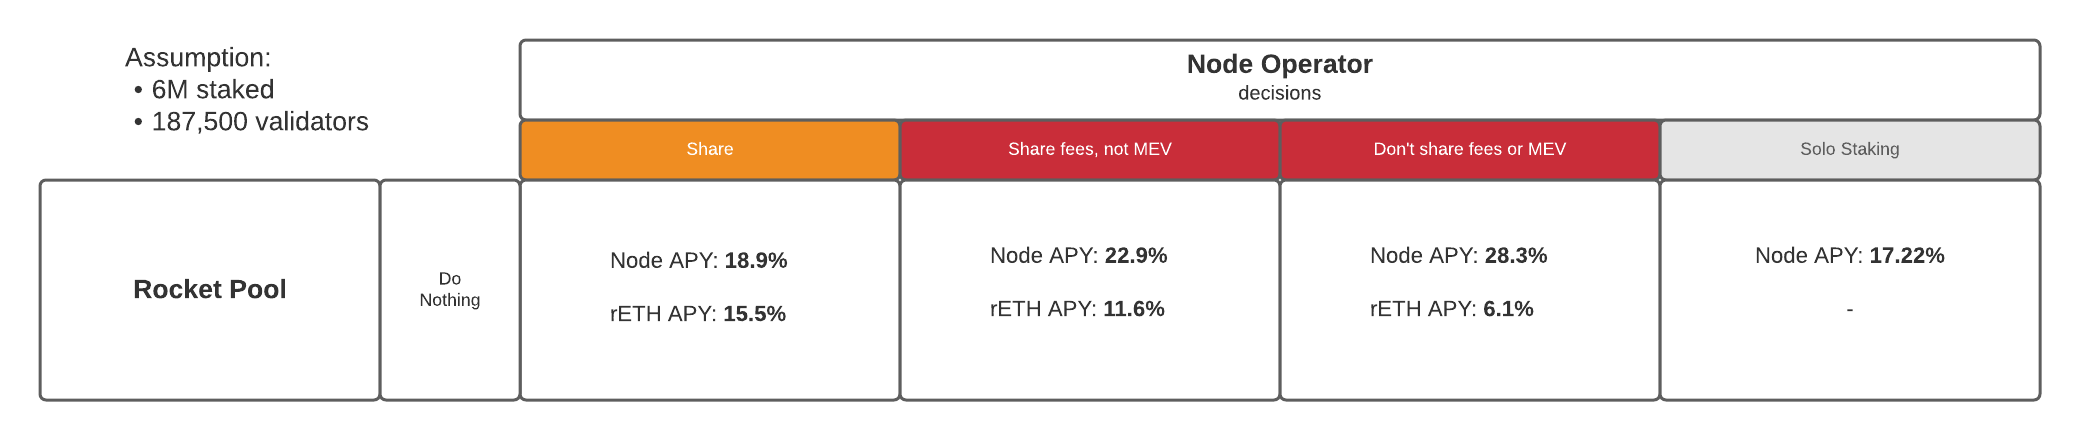 Assumption:
• 6M staked
• 187,500 validators
Node Operator
decisions
Share
Share fees, not MEV
Don't share fees or MEV
Solo Staking
Rocket Pool
Do
Nothing
Node APY: 18.9%
rETH APY: 15.5%
Node APY: 22.9%
rETH APY: 11.6%
Node APY: 28.3%
rETH APY: 6.1%
Node APY: 17.22%
-